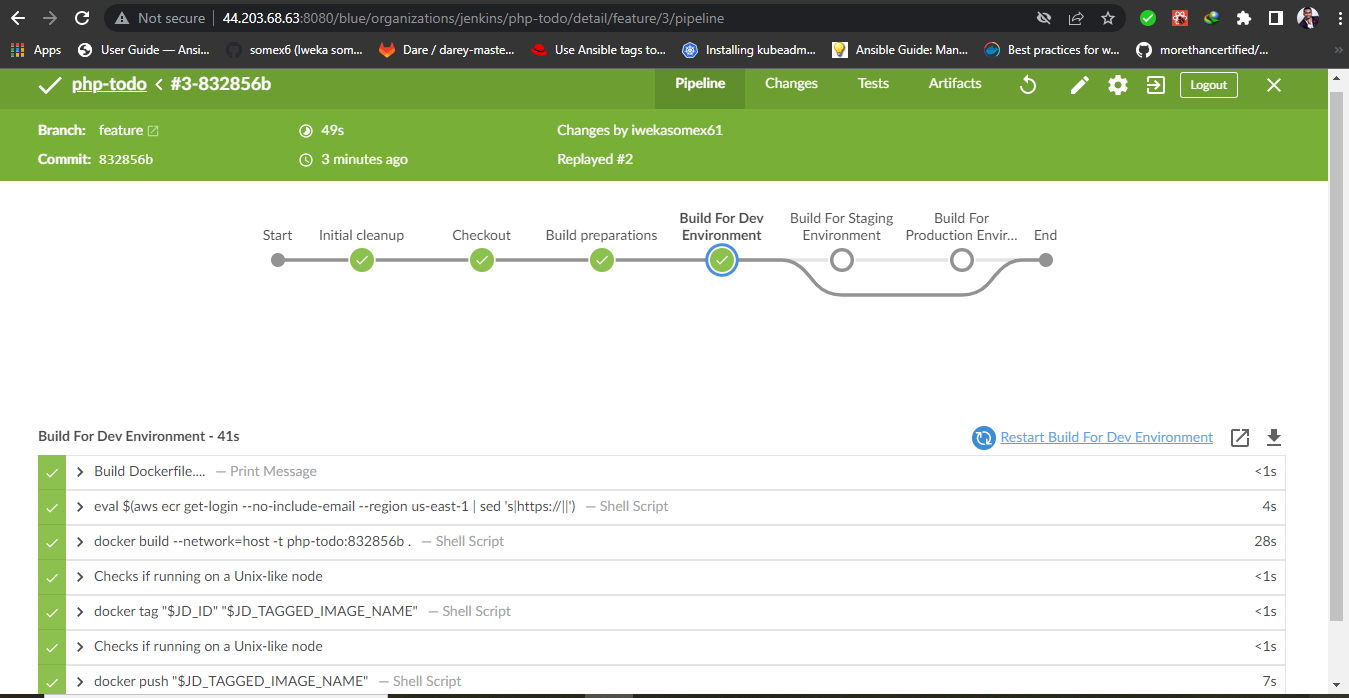 Not secure | 44.203.68.63:8080/blue/organizations/jenkins/php-todo/detail/feature/3/pipeline
Apps User Guide — Ansi... somex6 (Iweka som... Dare / darey-maste... Use Ansible tags to... Installing kubeadm... Ansible Guide: Man... Best practices for w... morethancertified/... »
php-todo < #3-832856b Pipeline Changes Tests Artifacts Logout
Branch: feature 49s Changes by iwekasomex61
Commit: 832856b 3 minutes ago Replayed #2
Build For Dev Build For Staging Build For
Start Initial cleanup Checkout Build preparations Environment Environment Production Envir... End
Build For Dev Environment - 41s Restart Build For Dev Environment
Build Dockerfile.... — Print Message <1s
eval $(aws ecr get-login --no-include-email --region us-east-1 | sed 's|https://||') — Shell Script 4s
docker build --network=host -t php-todo:832856b . — Shell Script 28s
Checks if running on a Unix-like node <1s
docker tag "$JD_ID" "$JD_TAGGED_IMAGE_NAME" — Shell Script <1s
Checks if running on a Unix-like node <1s
docker push "$JD_TAGGED_IMAGE_NAME" — Shell Script 7s